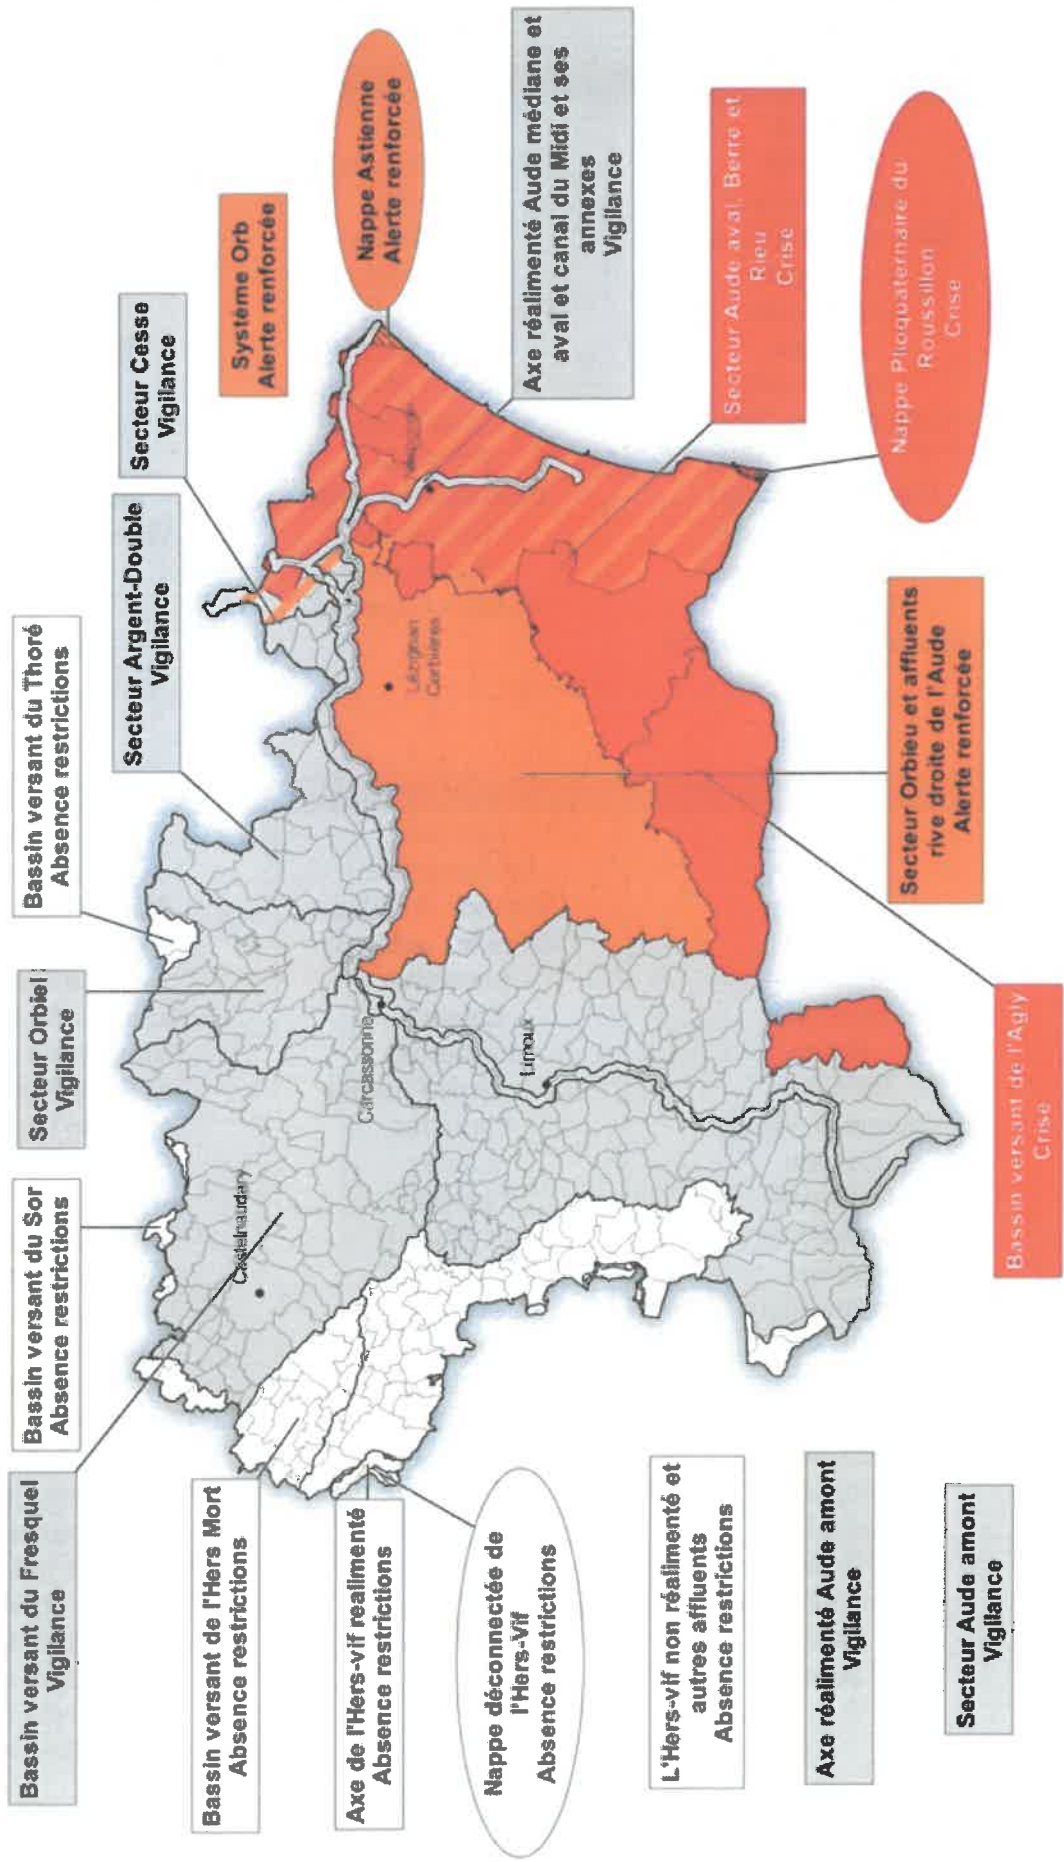 Bassin versant du Fresquel
Vigilance
Bassin versant du Sor
Absence restrictions
Secteur Orbiel
Vigilance
Bassin versant du Thoré
Absence restrictions
Secteur Argent-Double
Vigilance
Secteur Cesse
Vigilance
Système Orb
Alerte renforcée
Nappe Astienne
Alerte renforcée
Axe réalimenté Aude médiane et
aval et canal du Midi et ses
annexes
Vigilance
Secteur Aude aval, Berre et
Rieu
Crise
Nappe Plioquaternaire du
Roussillon
Crise
Secteur Orbieu et affluents
rive droite de l'Aude
Alerte renforcée
Bassin versant de l'Agly
Crise
Bassin versant de l'Hers Mort
Absence restrictions
Axe de l'Hers-vif réalimenté
Absence restrictions
Nappe déconnectée de
l'Hers-Vif
Absence restrictions
L'Hers-vif non réalimenté et
autres affluents
Absence restrictions
Axe réalimenté Aude amont
Vigilance
Secteur Aude amont
Vigilance
Castelnaudary
Carcassonne
Limoux
Lézignan
Corbières